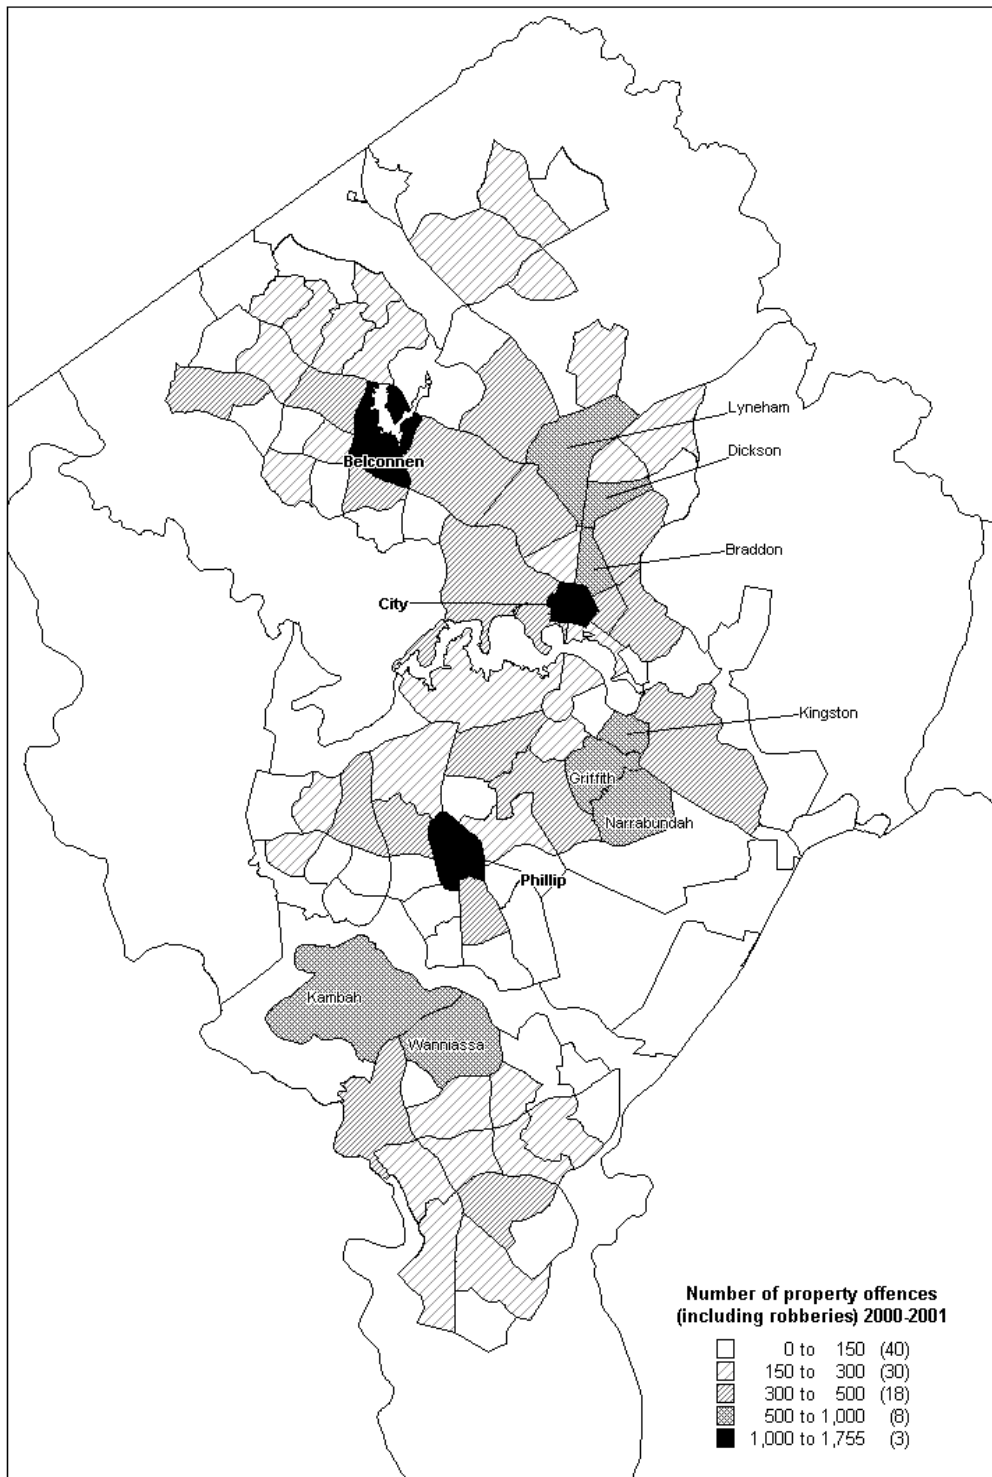 Lyneham
Dickson
Belconnen
Braddon
City
Kingston
Griffith
Narrabundah
Phillip
Kambah
Wanniassa
Number of property offences
(including robberies) 2000-2001
0 to 150 (40)
150 to 300 (30)
300 to 500 (18)
500 to 1,000 (8)
1,000 to 1,755 (3)